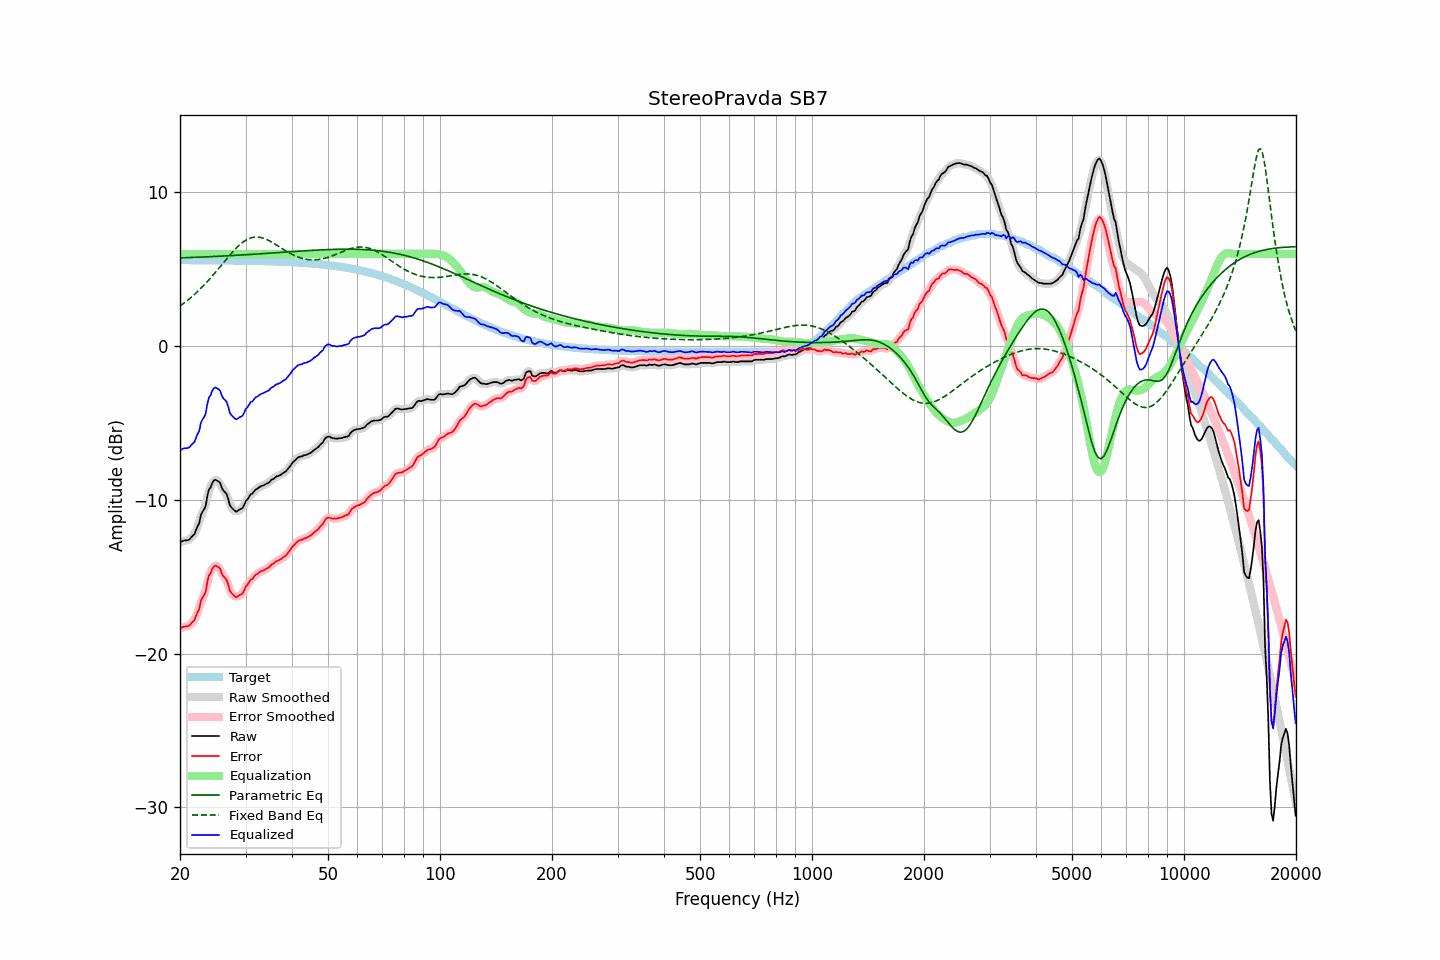 StereoPravda SB7
Amplitude (dBr)
10
0
−10
−20
−30
Target
Raw Smoothed
Error Smoothed
Raw
Error
Equalization
Parametric Eq
Fixed Band Eq
Equalized
20 50 100 200 500 1000 2000 5000 10000 20000
Frequency (Hz)